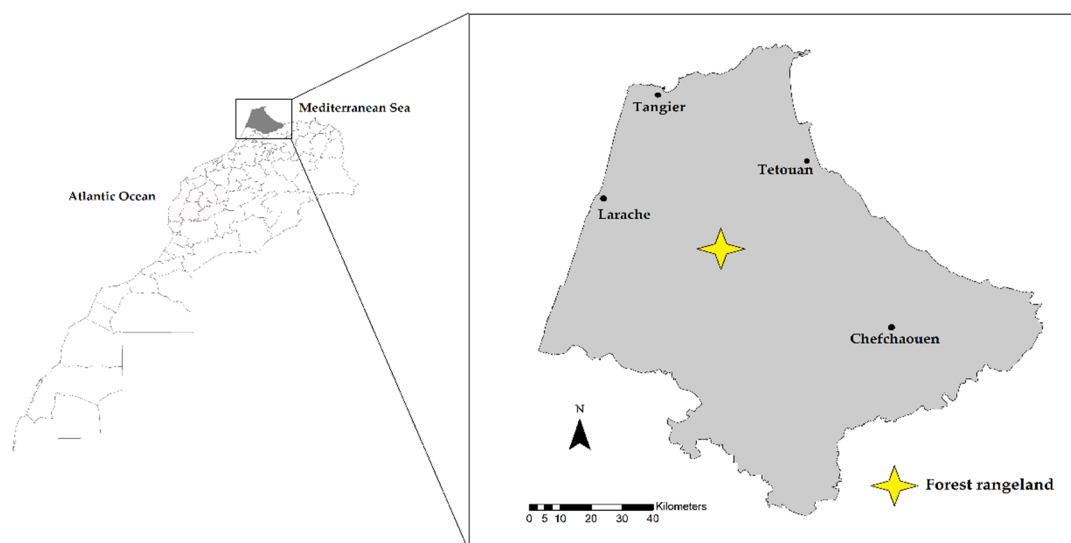 Mediterranean Sea
Atlantic Ocean
Tangier
Tetouan
Larache
Chefchaouen
N
Forest rangeland
Kilometers
0 5 10 20 30 40